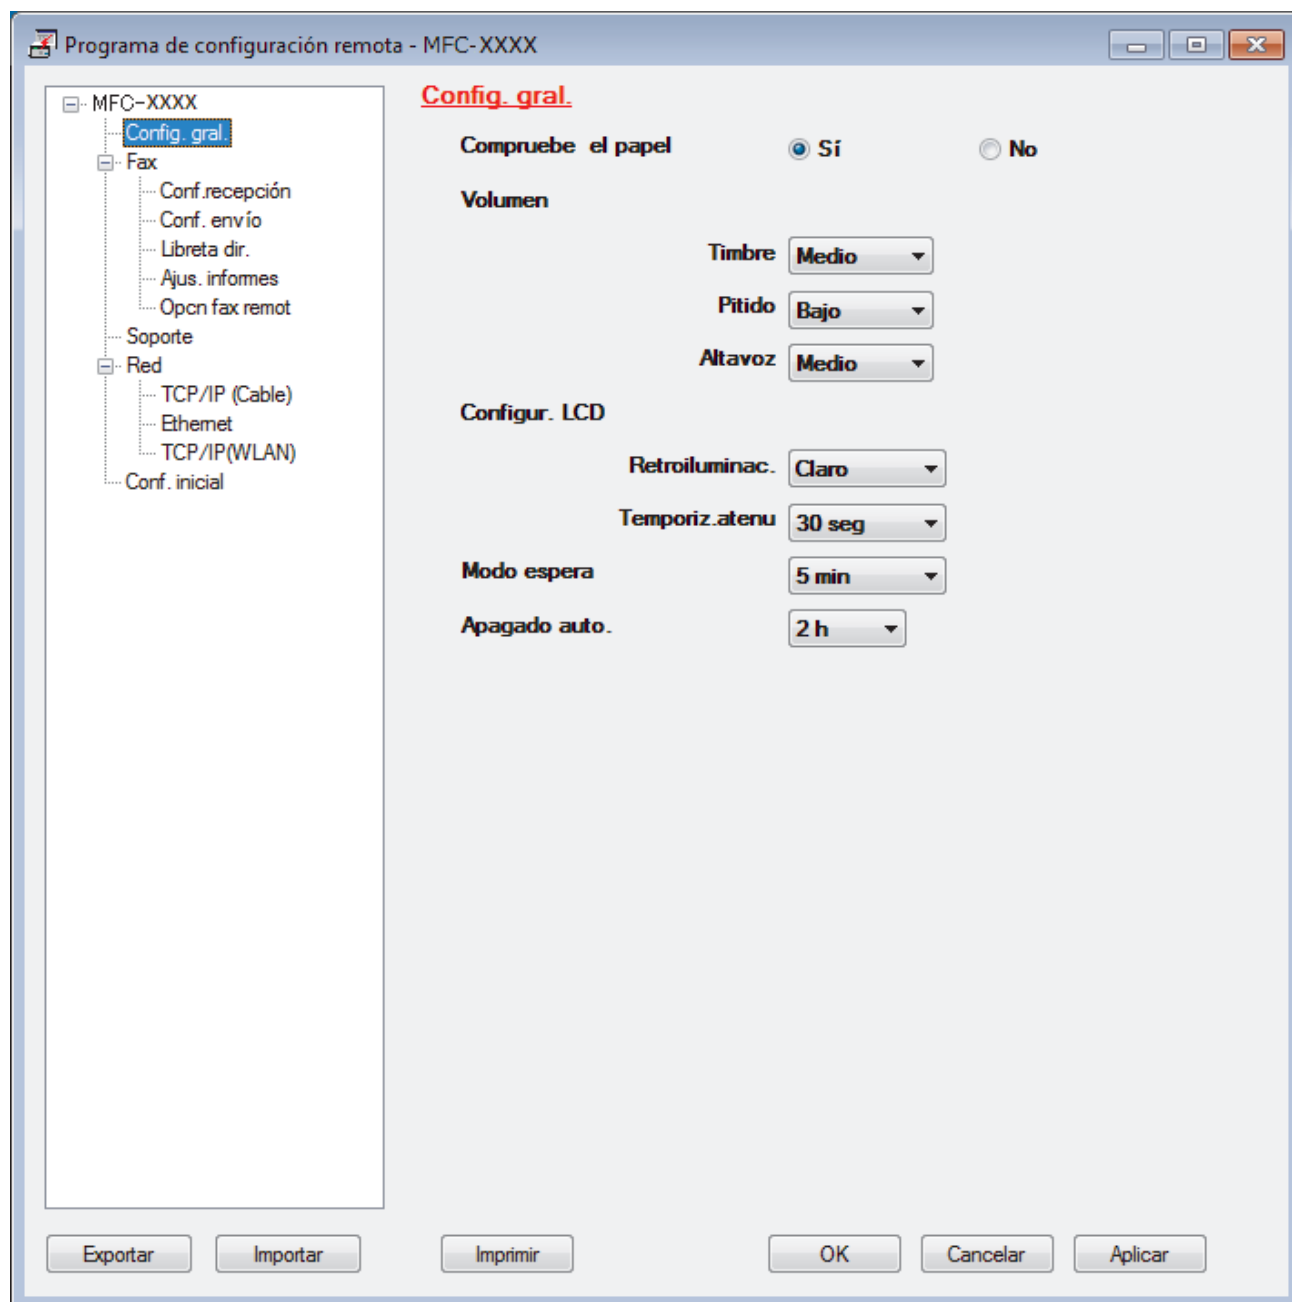 Programa de configuración remota - MFC-XXXX
MFC-XXXX
Config. gral.
Fax
Conf.recepción
Conf. envío
Libreta dir.
Ajus. informes
Opcn fax remot
Soporte
Red
TCP/IP (Cable)
Ethernet
TCP/IP(WLAN)
Conf. inicial
Config. gral.
Compruebe el papel Sí No
Volumen
Timbre Medio
Pitido Bajo
Altavoz Medio
Configur. LCD
Retroiluminac. Claro
Temporiz.atenu 30 seg
Modo espera 5 min
Apagado auto. 2 h
Exportar Importar Imprimir OK Cancelar Aplicar